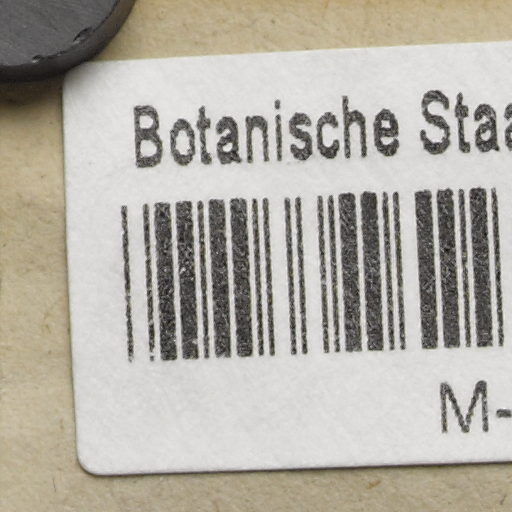 Botanische Staa
M-